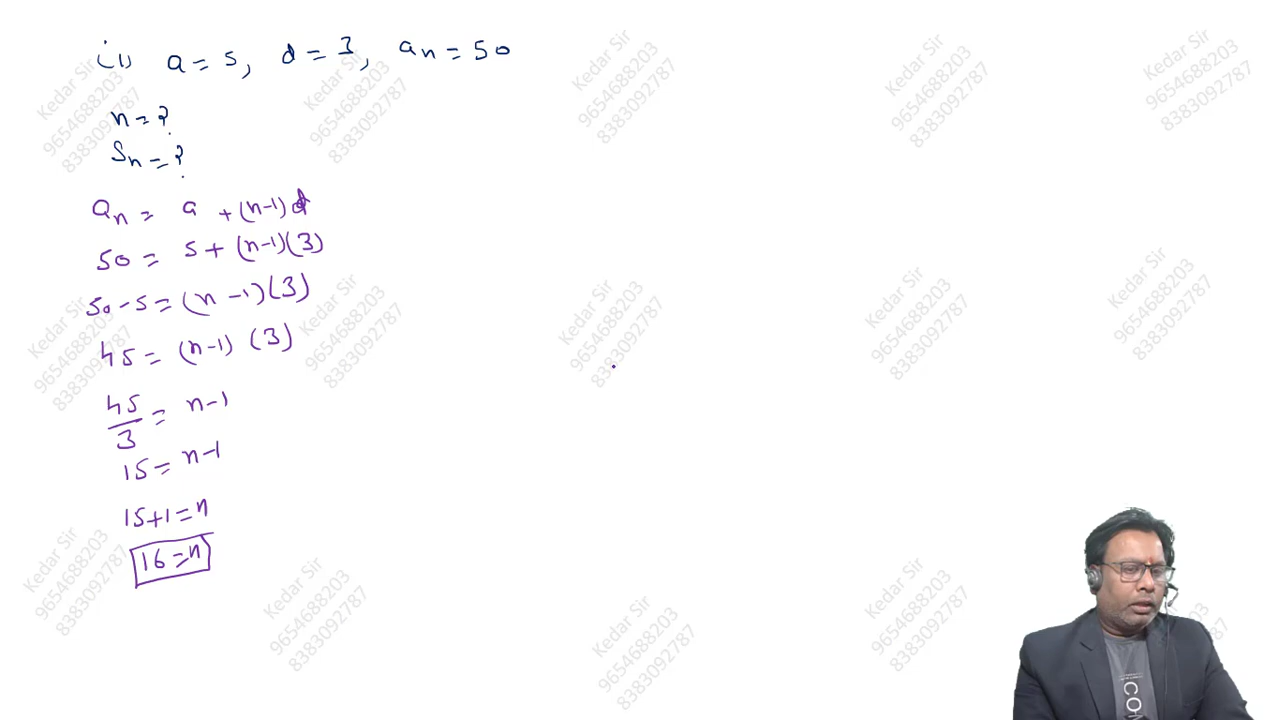 (i) a = 5, d = 3, an = 50
n = ?
Sn = ?
an = a + (n-1) d
50 = 5 + (n-1)(3)
50 - 5 = (n - 1)(3)
45 = (n-1) (3)
45/3 = n-1
15 = n-1
15+1 = n
16 = n
Kedar Sir
9654688203
8383092787
CON